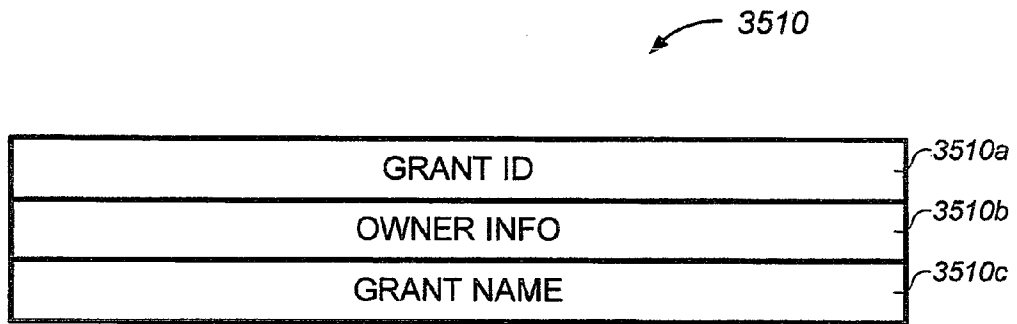 3510
GRANT ID
3510a
OWNER INFO
3510b
GRANT NAME
3510c